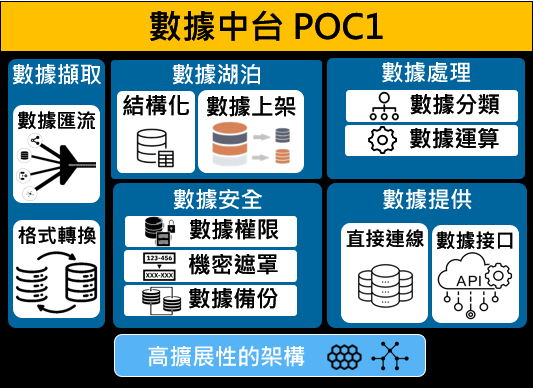 數據中台 POC1
數據擷取
數據匯流
格式轉換
數據湖泊
結構化
數據上架
數據處理
數據分類
數據運算
數據安全
數據權限
機密遮罩
123-456
XXX-XXX
數據備份
數據提供
直接連線
數據接口
API
高擴展性的架構